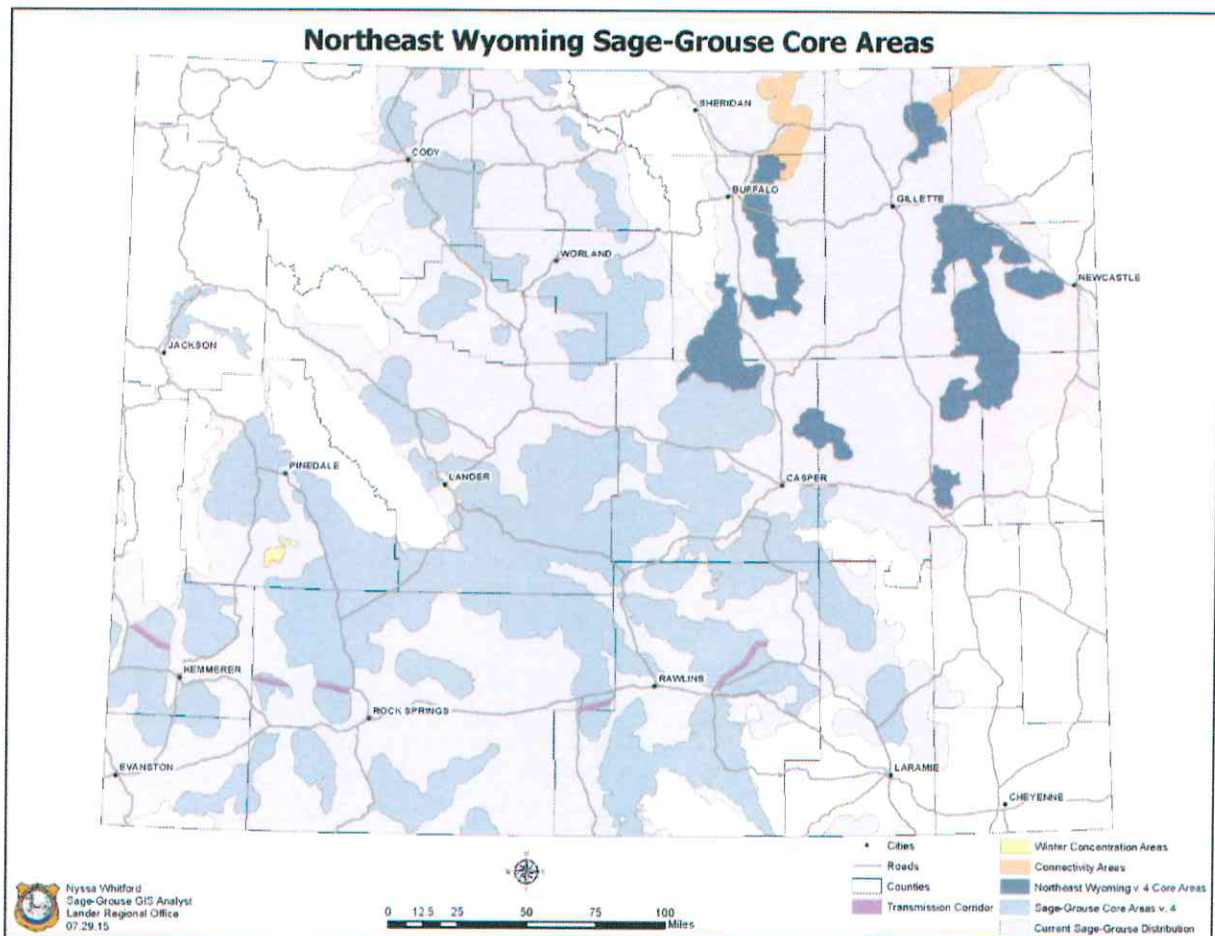 Northeast Wyoming Sage-Grouse Core Areas
SHERIDAN
CODY
BUFFALO
GILLETTE
WORLAND
NEWCASTLE
JACKSON
PINEDALE
LANDER
CASPER
KEMMERER
RAWLINS
ROCK SPRINGS
EVANSTON
LARAMIE
CHEYENNE
Cities
Roads
Counties
Transmission Corridor
Winter Concentration Areas
Connectivity Areas
Northeast Wyoming v. 4 Core Areas
Sage-Grouse Core Areas v. 4
Current Sage-Grouse Distribution
Nyssa Whitford
Sage-Grouse GIS Analyst
Lander Regional Office
07.29.15
0 12.5 25 50 75 100
Miles